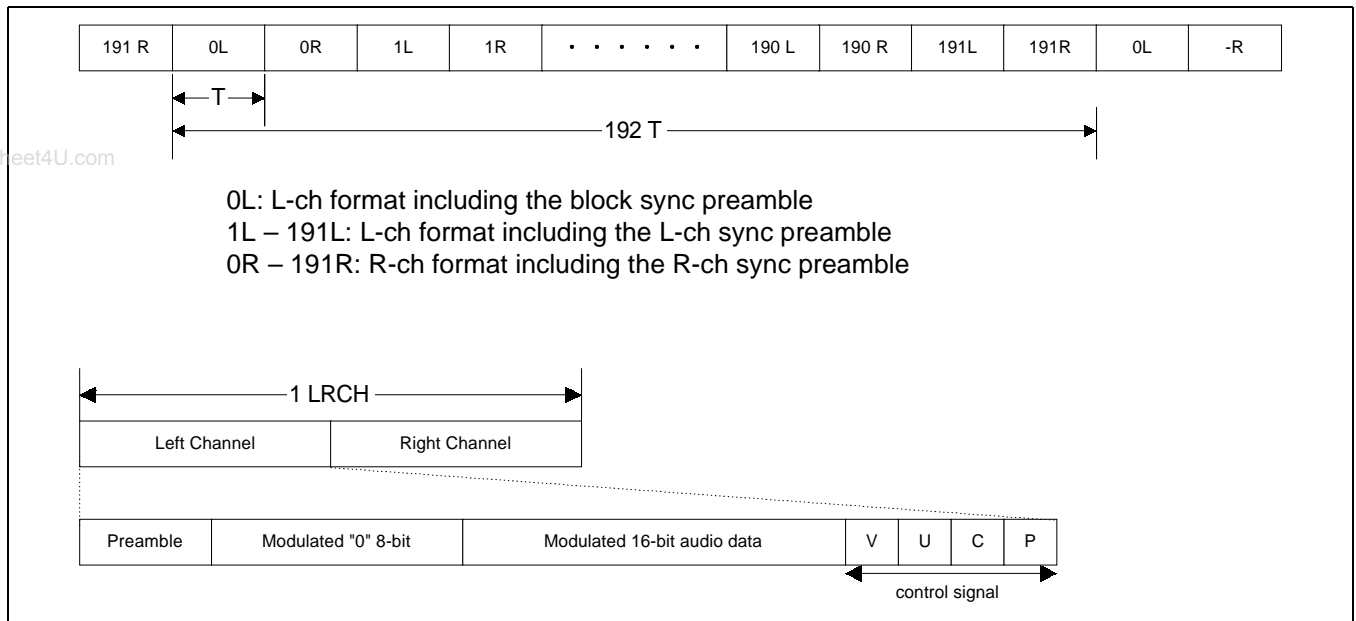 191 R 0L 0R 1L 1R · · · · · · 190 L 190 R 191L 191R 0L -R
T
192 T
heet4U.com
0L: L-ch format including the block sync preamble
1L – 191L: L-ch format including the L-ch sync preamble
0R – 191R: R-ch format including the R-ch sync preamble
1 LRCH
Left Channel Right Channel
Preamble Modulated "0" 8-bit Modulated 16-bit audio data V U C P
control signal